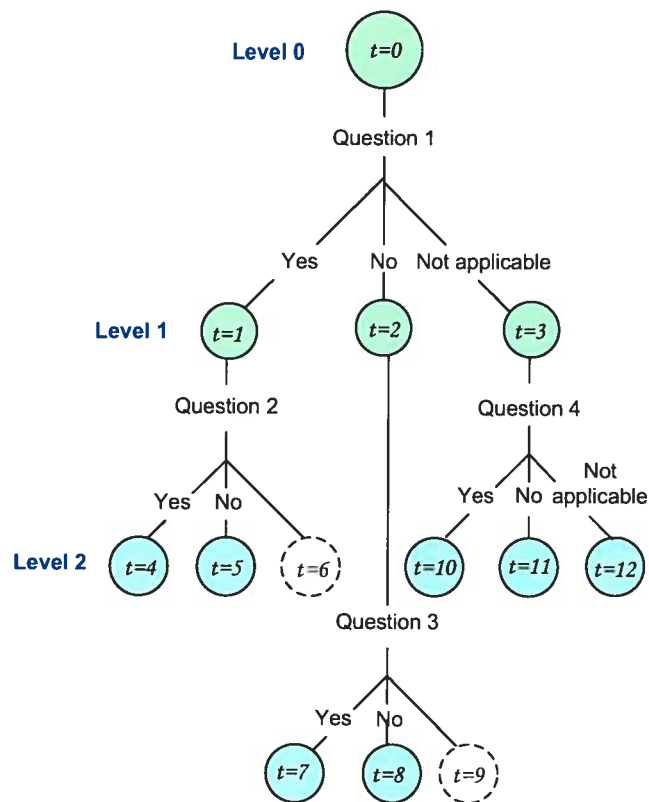 Level 0
t=0
Question 1
Yes
No
Not applicable
Level 1
t=1
t=2
t=3
Question 2
Question 4
Yes
No
Yes
No
Not
applicable
Level 2
t=4
t=5
t=6
t=10
t=11
t=12
Question 3
Yes
No
t=7
t=8
t=9